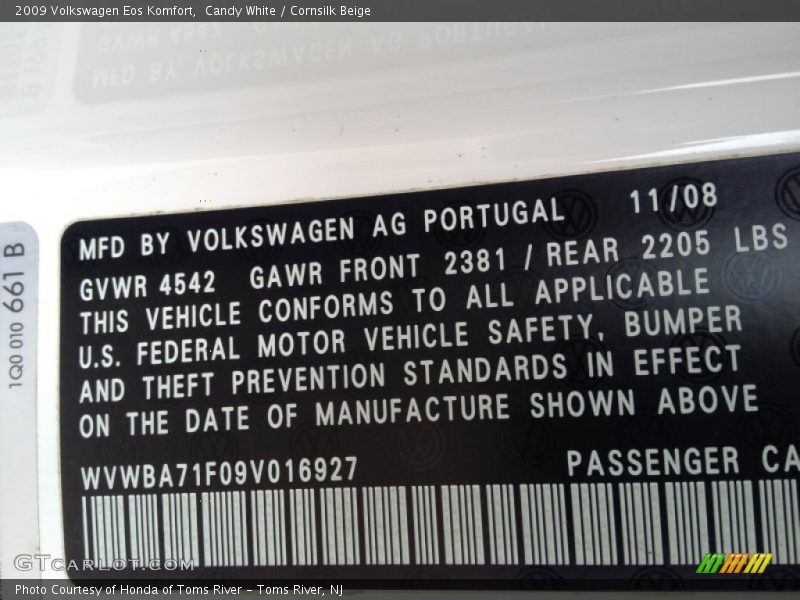 2009 Volkswagen Eos Komfort,  Candy White / Cornsilk Beige
MFD BY VOLKSWAGEN AG PORTUGAL 11/08
GVWR 4542 GAWR FRONT 2381 / REAR 2205 LBS
THIS VEHICLE CONFORMS TO ALL APPLICABLE
U.S. FEDERAL MOTOR VEHICLE SAFETY, BUMPER
AND THEFT PREVENTION STANDARDS IN EFFECT
ON THE DATE OF MANUFACTURE SHOWN ABOVE
WVWBA71F09V016927 PASSENGER CA
1Q0 010 661 B
GTCarLot.com
Photo Courtesy of Honda of Toms River - Toms River, NJ